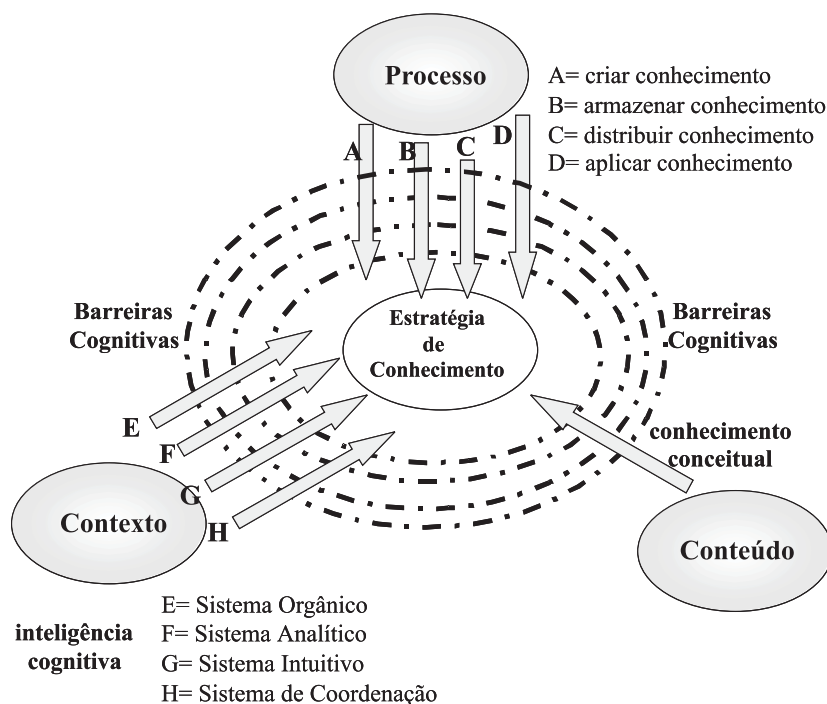 Processo
A= criar conhecimento
B= armazenar conhecimento
C= distribuir conhecimento
D= aplicar conhecimento
A
B
C
D
Barreiras
Cognitivas
Estratégia
de
Conhecimento
Barreiras
Cognitivas
E
F
G
H
conhecimento
conceitual
Contexto
Conteúdo
inteligência
cognitiva
E= Sistema Orgânico
F= Sistema Analítico
G= Sistema Intuitivo
H= Sistema de Coordenação